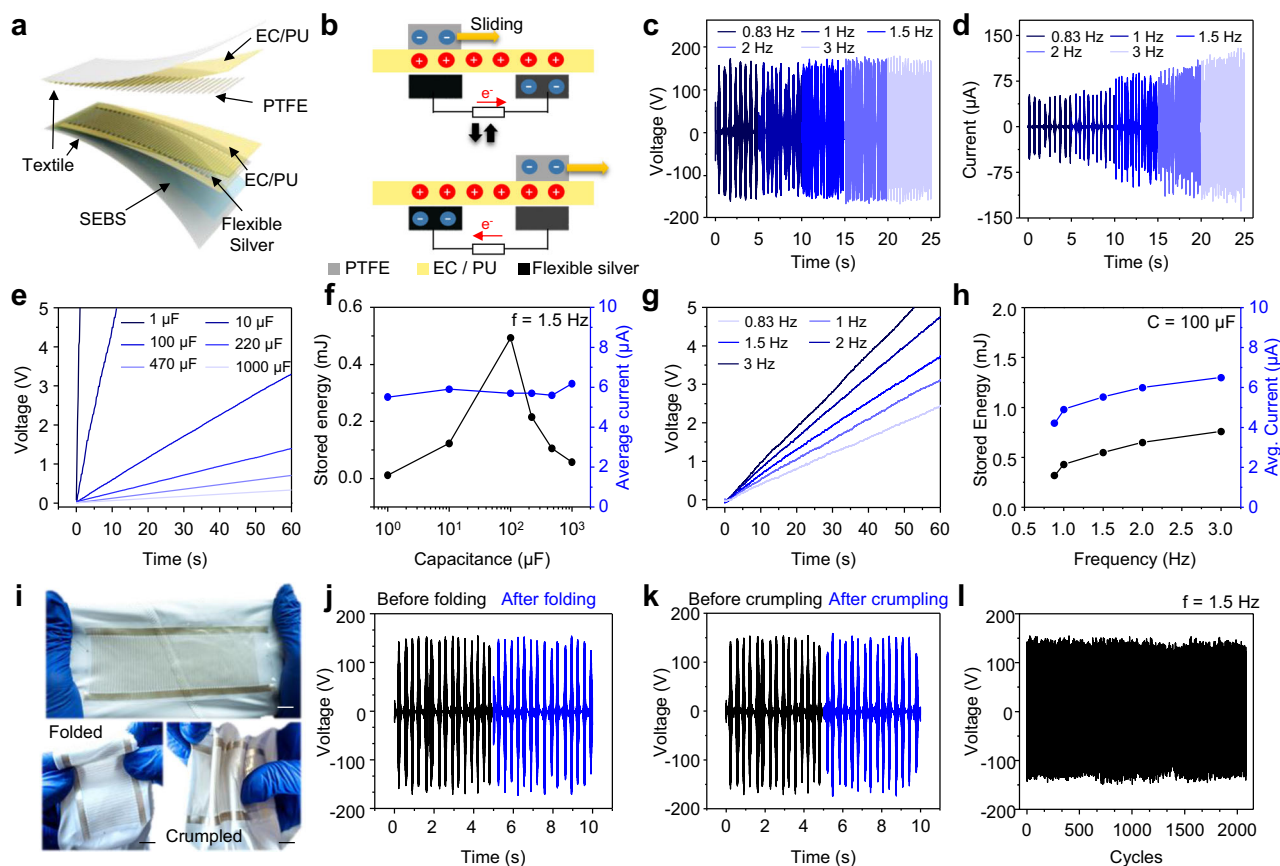 a
EC/PU
PTFE
Textile
EC/PU
SEBS
Flexible
Silver
b
Sliding
e-
e-
PTFE EC / PU Flexible silver
c
0.83 Hz 1 Hz 1.5 Hz
2 Hz 3 Hz
200
100
0
-100
-200
Voltage (V)
0 5 10 15 20 25
Time (s)
d
0.83 Hz 1 Hz 1.5 Hz
2 Hz 3 Hz
150
75
0
-75
-150
Current (µA)
0 5 10 15 20 25
Time (s)
e
1 µF 10 µF
100 µF 220 µF
470 µF 1000 µF
5
4
3
2
1
0
Voltage (V)
0 10 20 30 40 50 60
Time (s)
f
f = 1.5 Hz
0.6
0.4
0.2
0.0
Stored energy (mJ)
10
8
6
4
2
0
Average current (µA)
10⁰ 10¹ 10² 10³
Capacitance (µF)
g
0.83 Hz 1 Hz
1.5 Hz 2 Hz
3 Hz
5
4
3
2
1
0
Voltage (V)
0 10 20 30 40 50 60
Time (s)
h
C = 100 µF
2.0
1.5
1.0
0.5
0.0
Stored Energy (mJ)
10
8
6
4
2
0
Avg. Current (µA)
0.5 1.0 1.5 2.0 2.5 3.0
Frequency (Hz)
i
Folded
Crumpled
j
Before folding After folding
200
100
0
-100
-200
Voltage (V)
0 2 4 6 8 10
Time (s)
k
Before crumpling After crumpling
200
100
0
-100
-200
Voltage (V)
0 2 4 6 8 10
Time (s)
l
f = 1.5 Hz
200
100
0
-100
-200
Voltage (V)
0 500 1000 1500 2000
Cycles